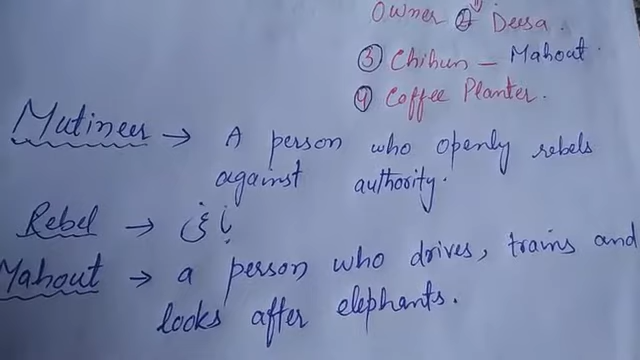 Owner ② Deesa.
③ Chihun – Mahout.
④ Coffee Planter.
Mutineer → A person who openly rebels
against authority.
Rebel → باغی
Mahout → a person who drives, trains and
looks after elephants.